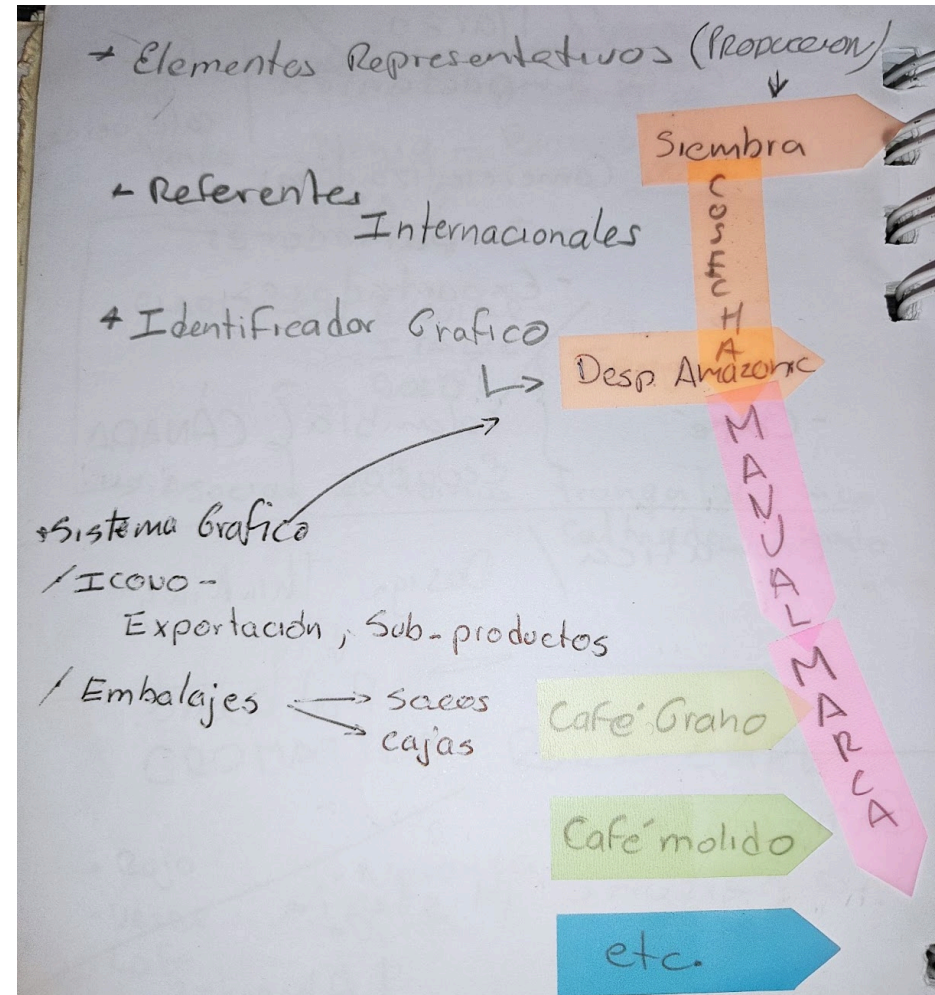 + Elementos Representativos (PRODUCCION)
↓
Siembra
COSECHA
- Referentes
Internacionales
+ Identificador Grafico
↳ Desp. Amazonic
MANUAL
•Sistema Grafico
/ICONO-
Exportación, Sub-productos
/ Embalajes → sacos
→ cajas
MARCA
Café Grano
Café molido
etc.